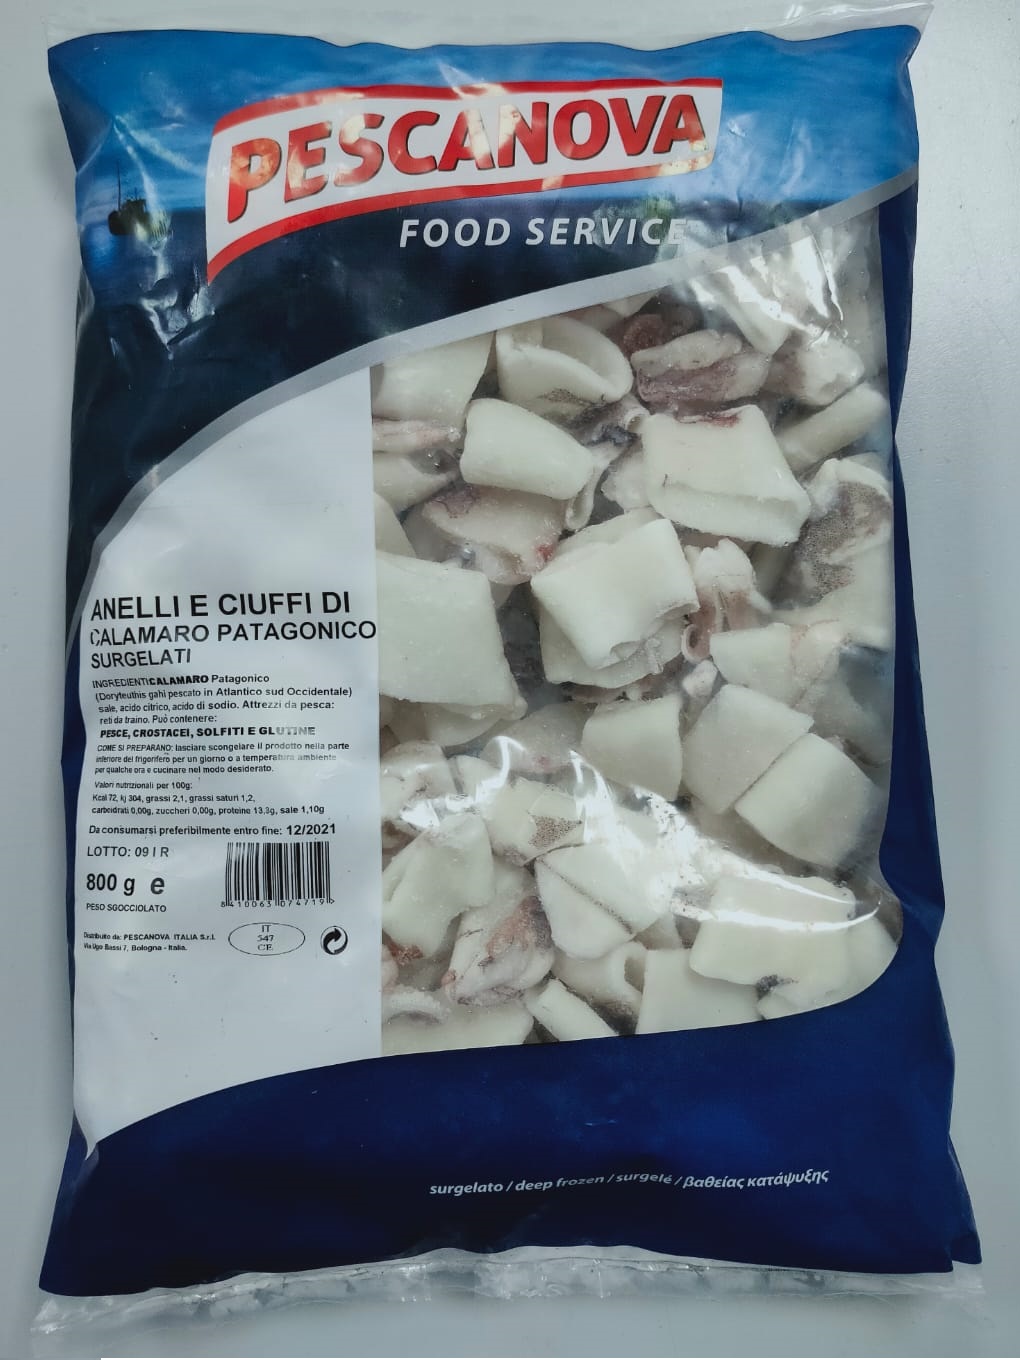 PESCANOVA
FOOD SERVICE
ANELLI E CIUFFI DI
CALAMARO PATAGONICO
SURGELATI
INGREDIENTI:CALAMARO Patagonico
(Doryteuthis gahi pescato in Atlantico sud Occidentale)
sale, acido citrico, acido di sodio. Attrezzi da pesca:
reti da traino. Può contenere:
PESCE, CROSTACEI, SOLFITI E GLUTINE
COME SI PREPARANO: lasciare scongelare il prodotto nella parte
inferiore del frigorifero per un giorno o a temperatura ambiente
per qualche ora e cucinare nel modo desiderato.
Valori nutrizionali per 100g:
Kcal 72, kj 304, grassi 2,1, grassi saturi 1,2,
carboidrati 0,00g, zuccheri 0,00g, proteine 13,3g, sale 1,10g
Da consumarsi preferibilmente entro fine: 12/2021
LOTTO: 09 I R
800 g e
PESO SGOCCIOLATO
8 410063 074719 >
Distribuito da: PESCANOVA ITALIA S.r.l.
Via Ugo Bassi 7, Bologna - Italia.
IT
547
CE
surgelato / deep frozen / surgelé / βαθείας κατάψυξης